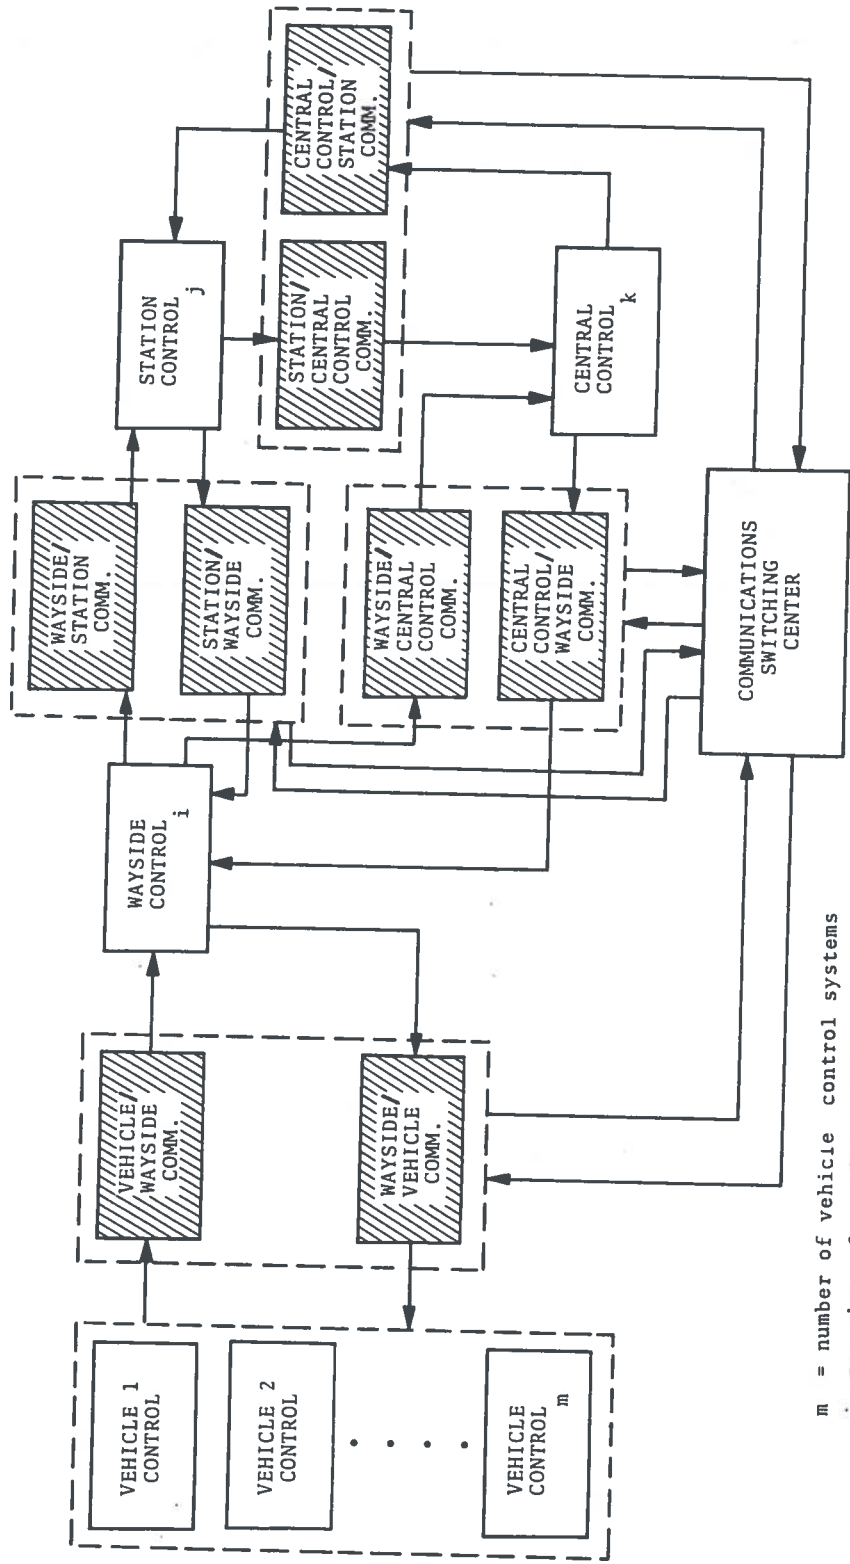 VEHICLE 1
CONTROL
VEHICLE 2
CONTROL
VEHICLE
CONTROL
m
VEHICLE/
WAYSIDE
COMM.
WAYSIDE/
VEHICLE
COMM.
WAYSIDE
CONTROL
i
WAYSIDE/
STATION
COMM.
STATION/
WAYSIDE
COMM.
WAYSIDE/
CENTRAL
CONTROL
COMM.
CENTRAL
CONTROL/
WAYSIDE
COMM.
STATION
CONTROL
j
STATION/
CENTRAL
CONTROL
COMM.
CENTRAL
CONTROL/
STATION
COMM.
CENTRAL
CONTROL
k
COMMUNICATIONS
SWITCHING
CENTER
m = number of vehicle control systems